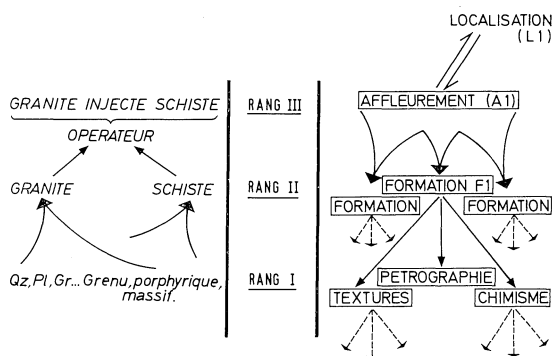 LOCALISATION
(L1)
GRANITE INJECTE SCHISTE
RANG III
AFFLEUREMENT (A1)
OPERATEUR
GRANITE
SCHISTE
RANG II
FORMATION F1
FORMATION
FORMATION
Qz, Pl, Gr... Grenu, porphyrique,
massif.
RANG I
PETROGRAPHIE
TEXTURES
CHIMISME